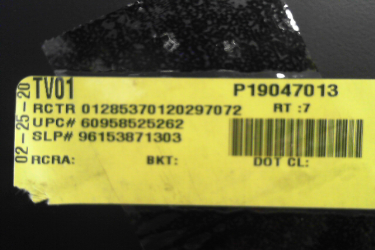 TV01 P19047013
RCTR 01285370120297072 RT :7
UPC# 60958525262
SLP# 96153871303
RCRA: BKT: DOT CL:
02-25-20